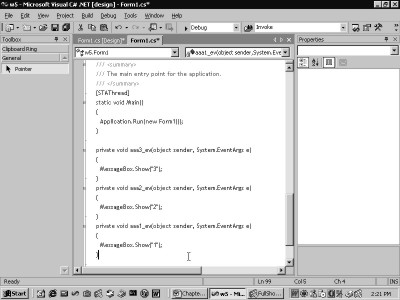 w5 - Microsoft Visual C# .NET [design] - Form1.cs*
File Edit View Project Build Debug Tools Window Help
Debug
Invoke
Toolbox
Clipboard Ring
General
Pointer
Form1.cs [Design]* Form1.cs*
w5.Form1
aaa1_ev(object sender,System.Eve
/// <summary>
/// The main entry point for the application.
/// </summary>
[STAThread]
static void Main()
{
Application.Run(new Form1());
}
private void aaa3_ev(object sender, System.EventArgs e)
{
MessageBox.Show("3");
}
private void aaa2_ev(object sender, System.EventArgs e)
{
MessageBox.Show("2");
}
private void aaa1_ev(object sender, System.EventArgs e)
{
MessageBox.Show("1");
}
Properties
Ready
Ln 99
Col 5
Ch 4
INS
Start
Chapte...
w5 - Mi...
FullSho...
2:21 PM